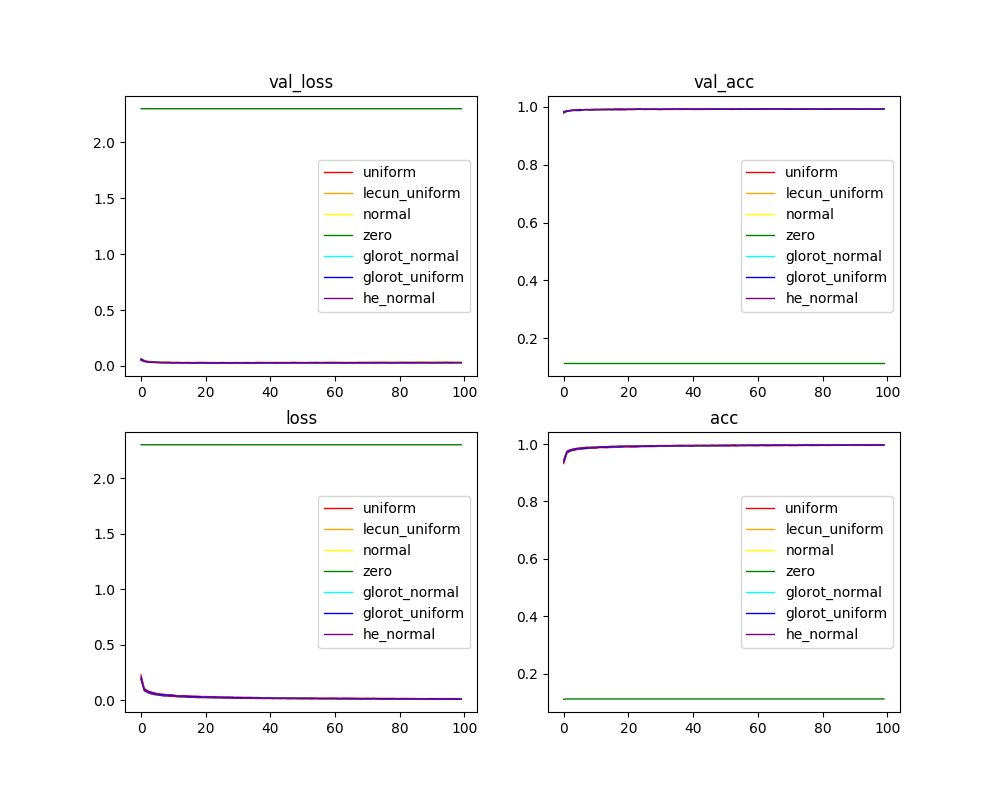 val_loss
2.0
1.5
1.0
0.5
0.0
uniform
lecun_uniform
normal
zero
glorot_normal
glorot_uniform
he_normal
0 20 40 60 80 100
val_acc
1.0
0.8
0.6
0.4
0.2
uniform
lecun_uniform
normal
zero
glorot_normal
glorot_uniform
he_normal
0 20 40 60 80 100
loss
2.0
1.5
1.0
0.5
0.0
uniform
lecun_uniform
normal
zero
glorot_normal
glorot_uniform
he_normal
0 20 40 60 80 100
acc
1.0
0.8
0.6
0.4
0.2
uniform
lecun_uniform
normal
zero
glorot_normal
glorot_uniform
he_normal
0 20 40 60 80 100